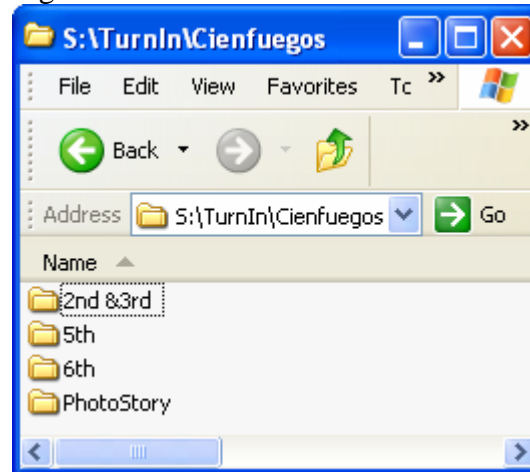 S:\TurnIn\Cienfuegos
File Edit View Favorites Tc »
Back »
Address S:\TurnIn\Cienfuegos Go
Name
2nd &3rd
5th
6th
PhotoStory